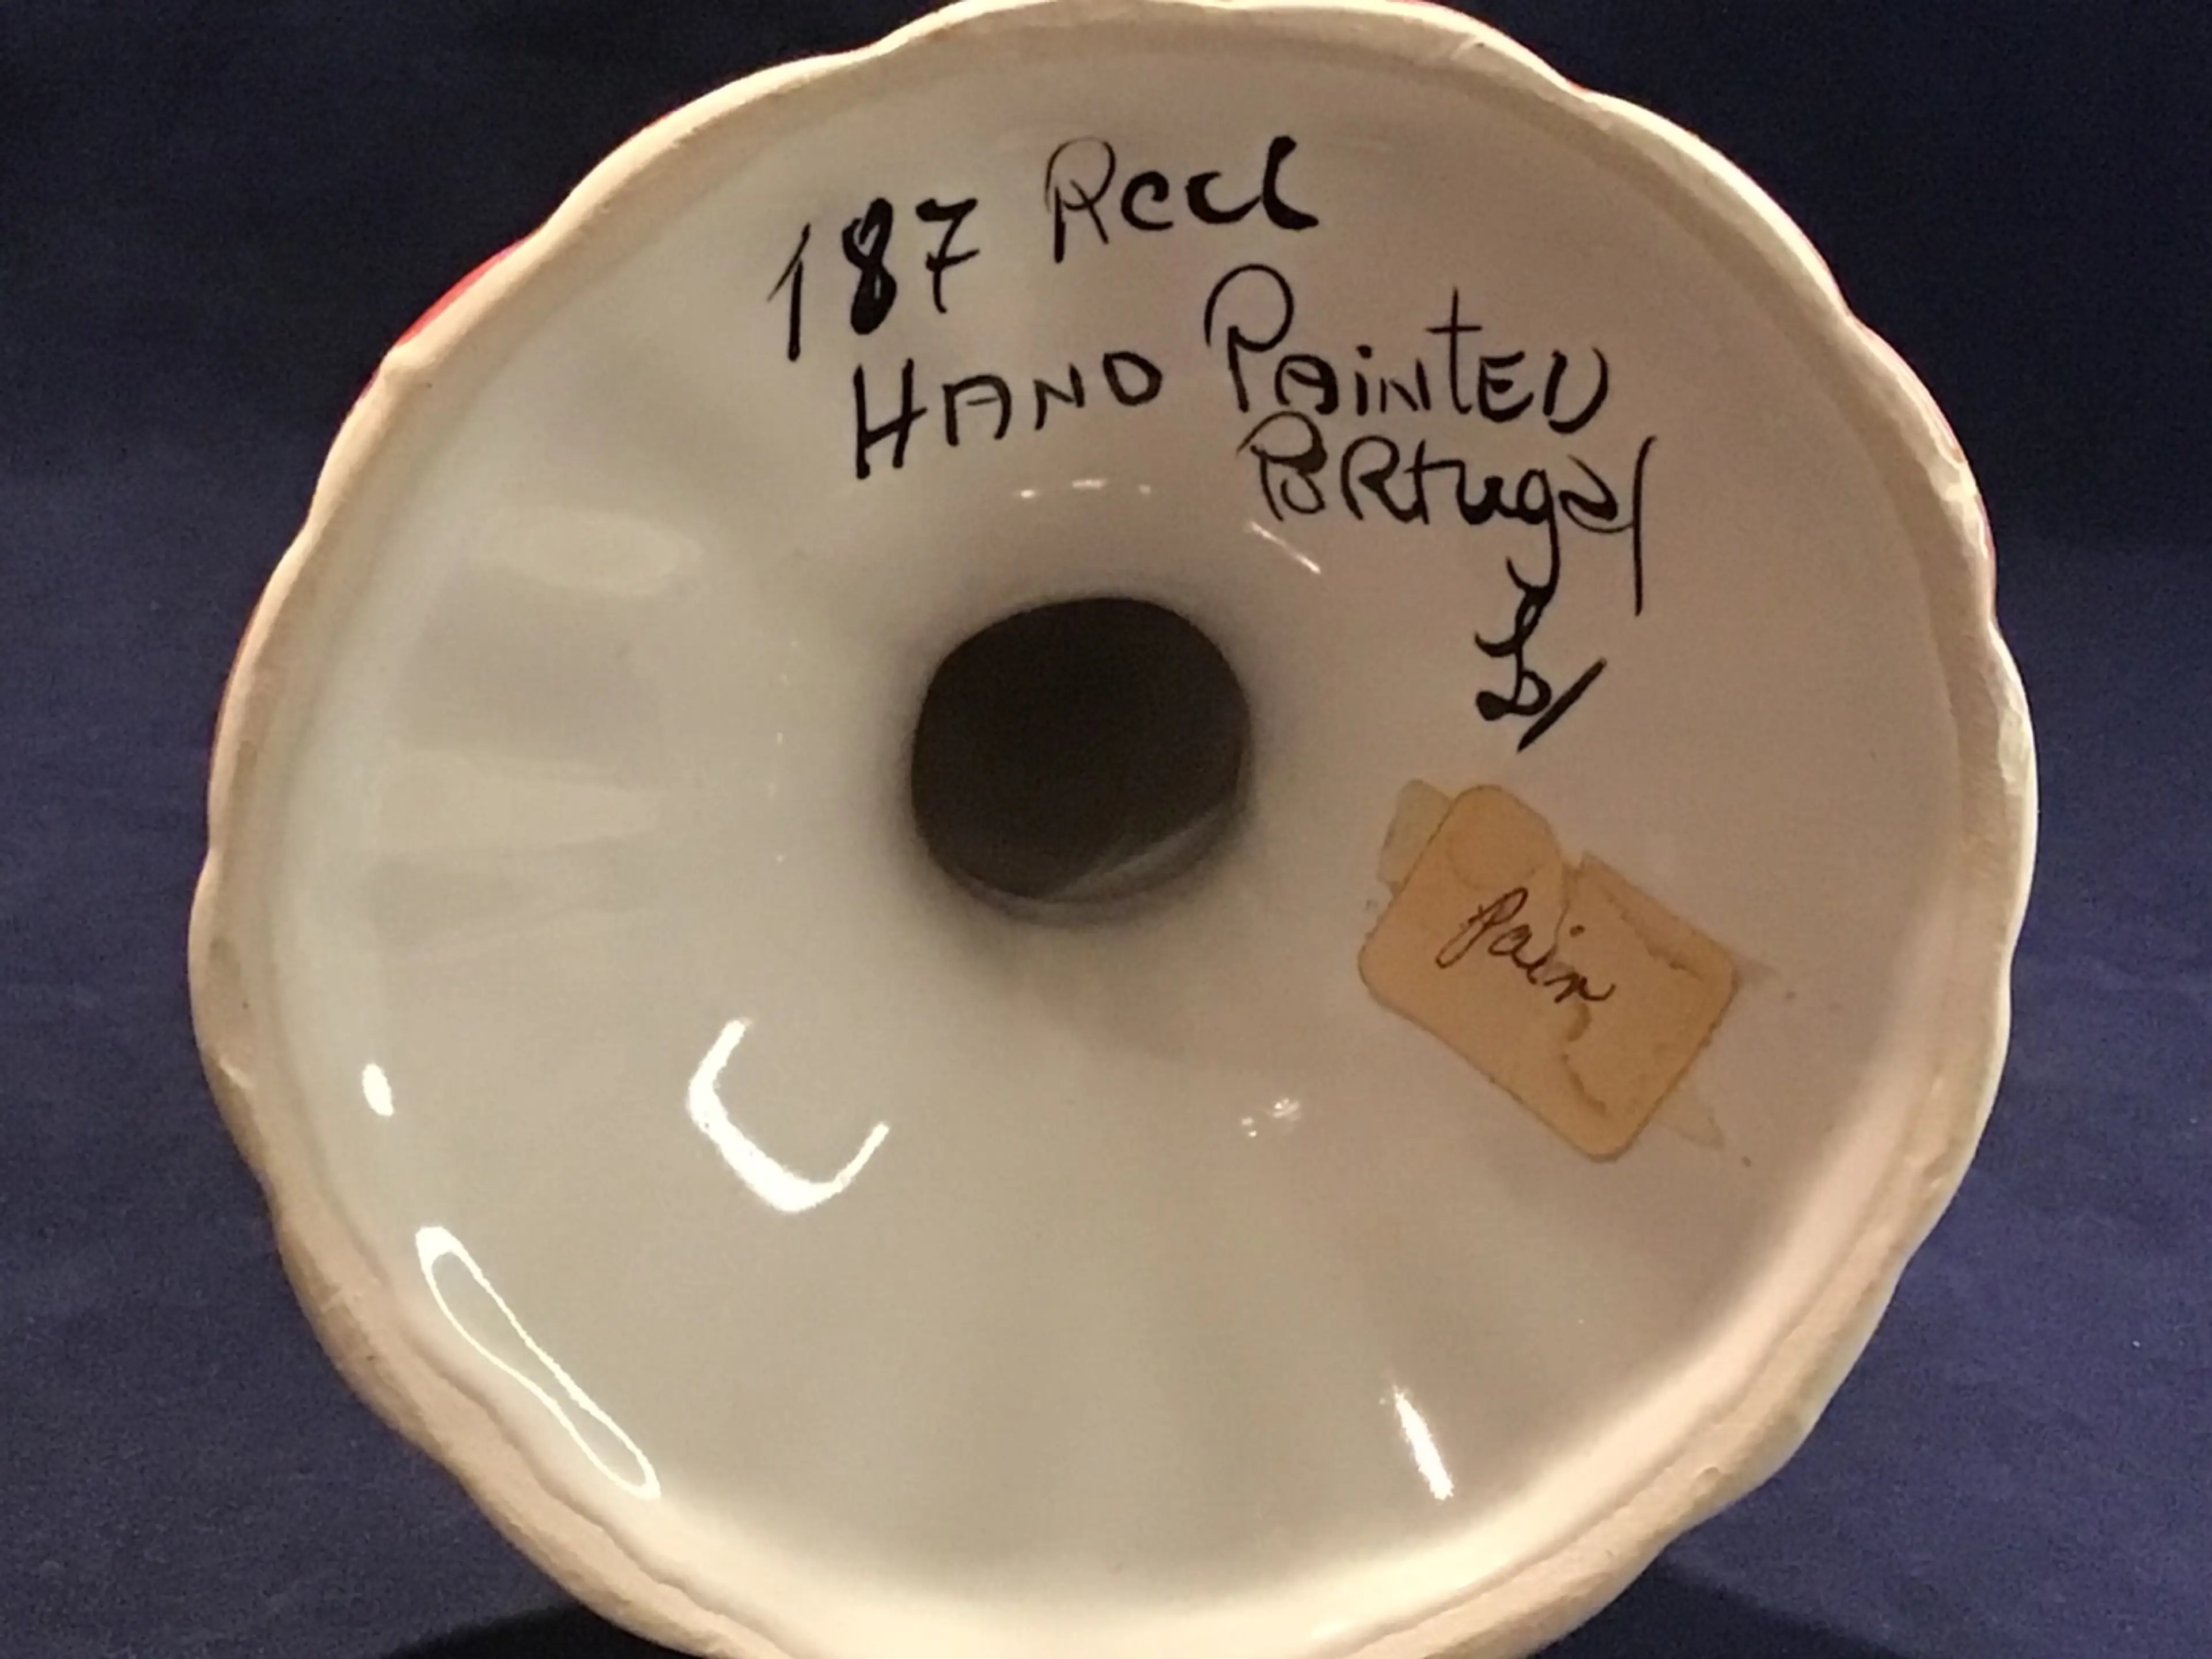 187 Red
HAND PAiNtED
PORtugal
Pair